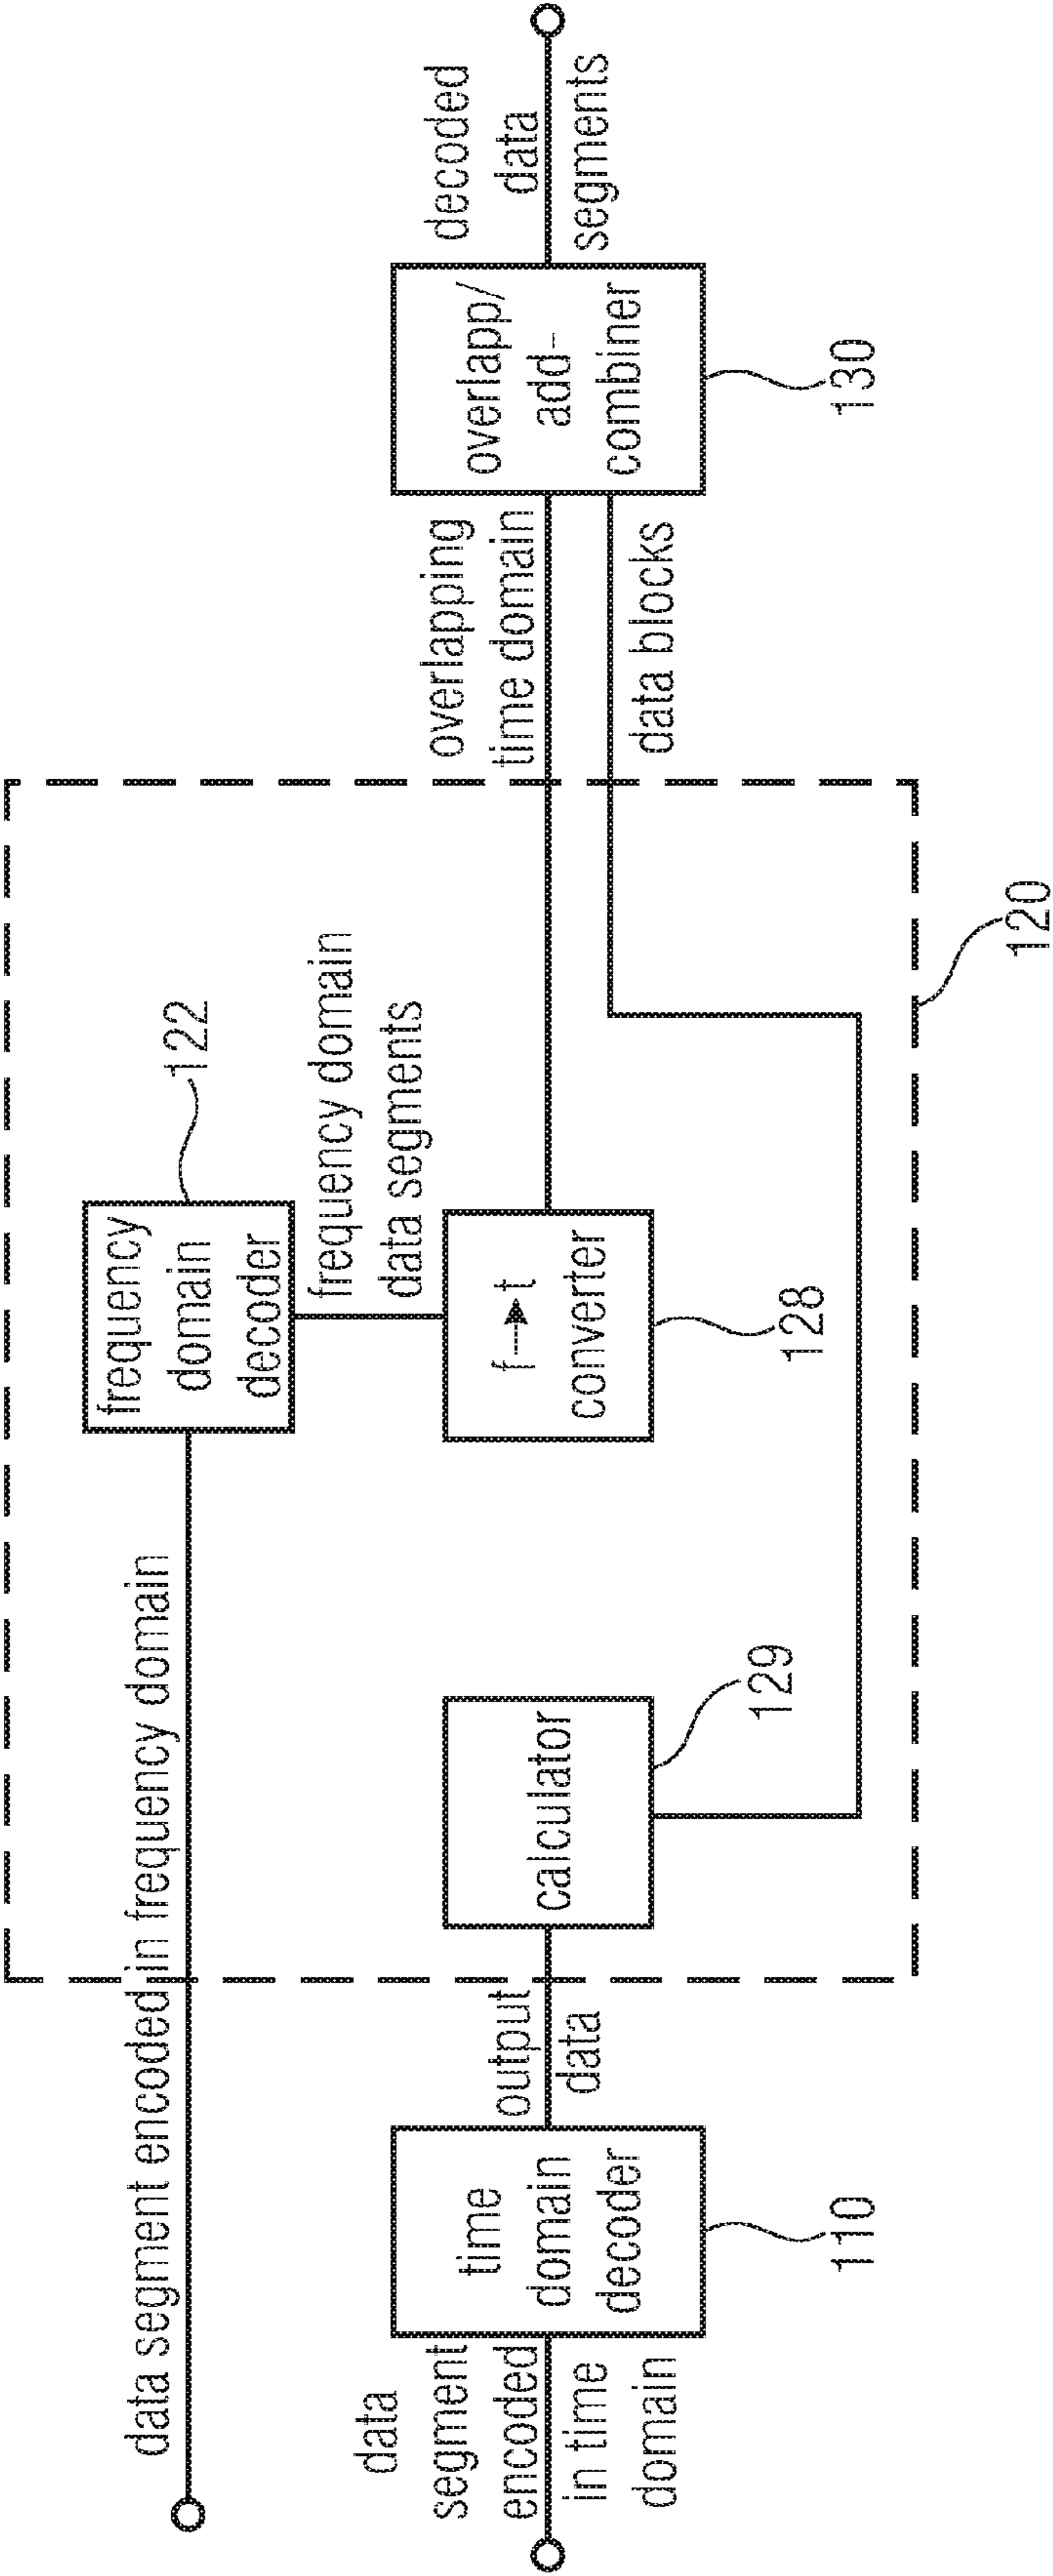 data segment encoded in frequency domain
frequency
domain
decoder
122
frequency domain
data segments
f→t
converter
128
data
segment
encoded
in time
domain
time
domain
decoder
110
output
data
calculator
129
120
overlapping
time domain
data blocks
overlapp/
add-
combiner
130
decoded
data
segments